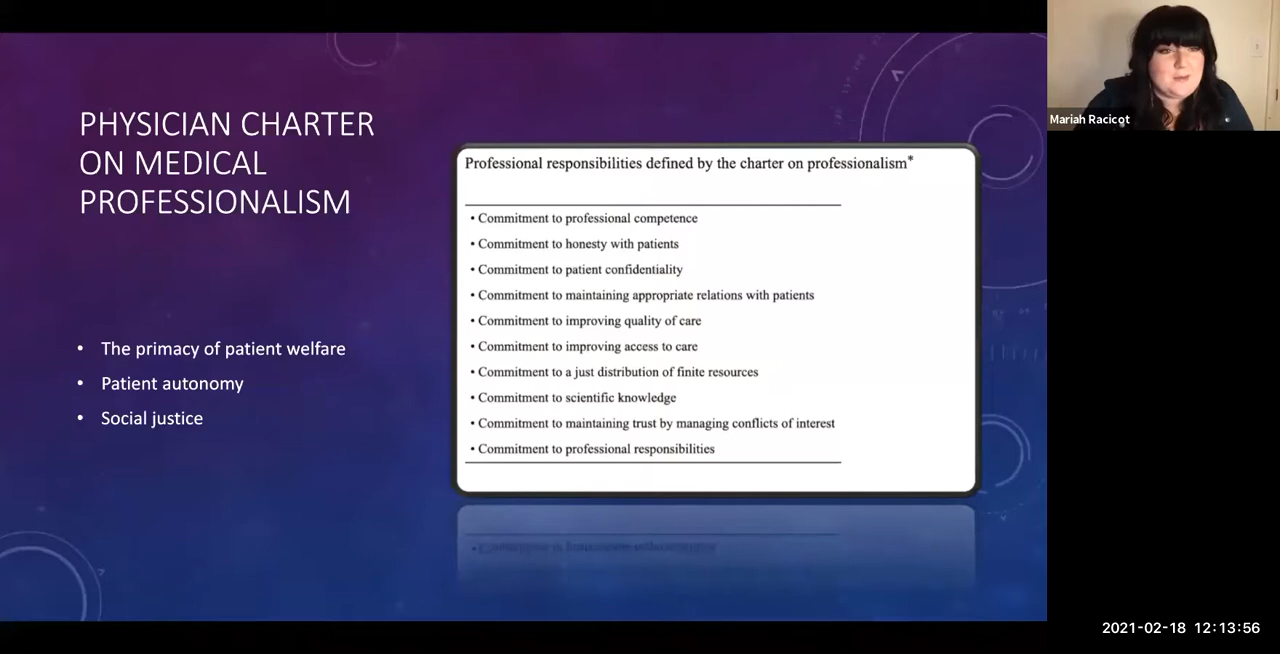 PHYSICIAN CHARTER
ON MEDICAL
PROFESSIONALISM
• The primacy of patient welfare
• Patient autonomy
• Social justice
Professional responsibilities defined by the charter on professionalism*
• Commitment to professional competence
• Commitment to honesty with patients
• Commitment to patient confidentiality
• Commitment to maintaining appropriate relations with patients
• Commitment to improving quality of care
• Commitment to improving access to care
• Commitment to a just distribution of finite resources
• Commitment to scientific knowledge
• Commitment to maintaining trust by managing conflicts of interest
• Commitment to professional responsibilities
Mariah Racicot
2021-02-18 12:13:56